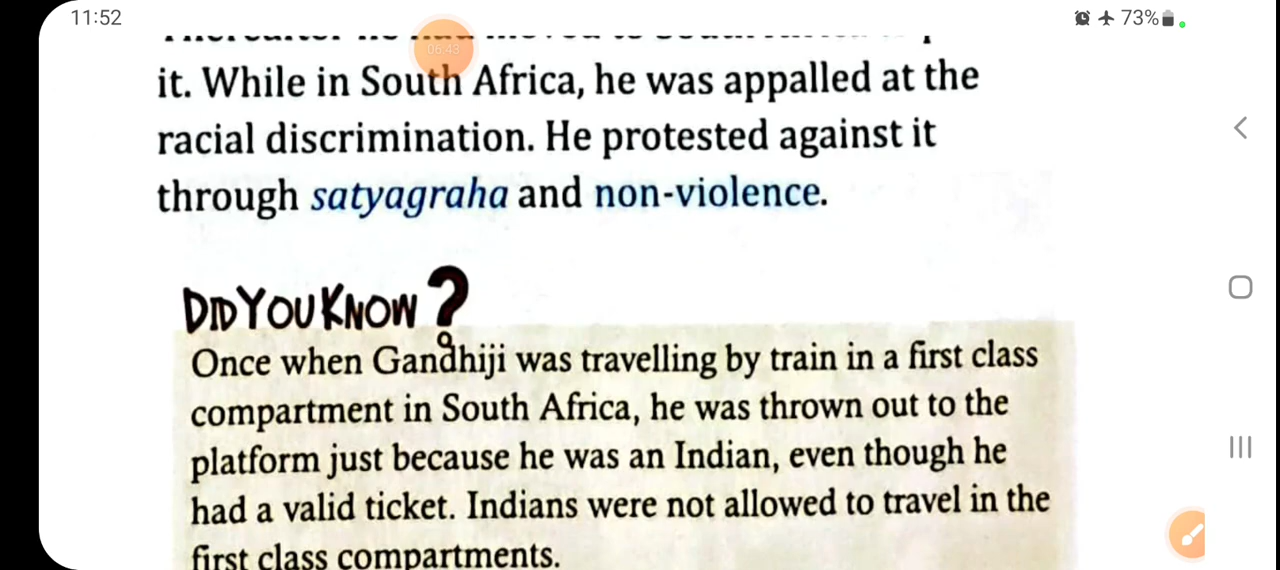 11:52
73%
06:43
it. While in South Africa, he was appalled at the
racial discrimination. He protested against it
through satyagraha and non-violence.
DID YOU KNOW?
Once when Gandhiji was travelling by train in a first class
compartment in South Africa, he was thrown out to the
platform just because he was an Indian, even though he
had a valid ticket. Indians were not allowed to travel in the
first class compartments.